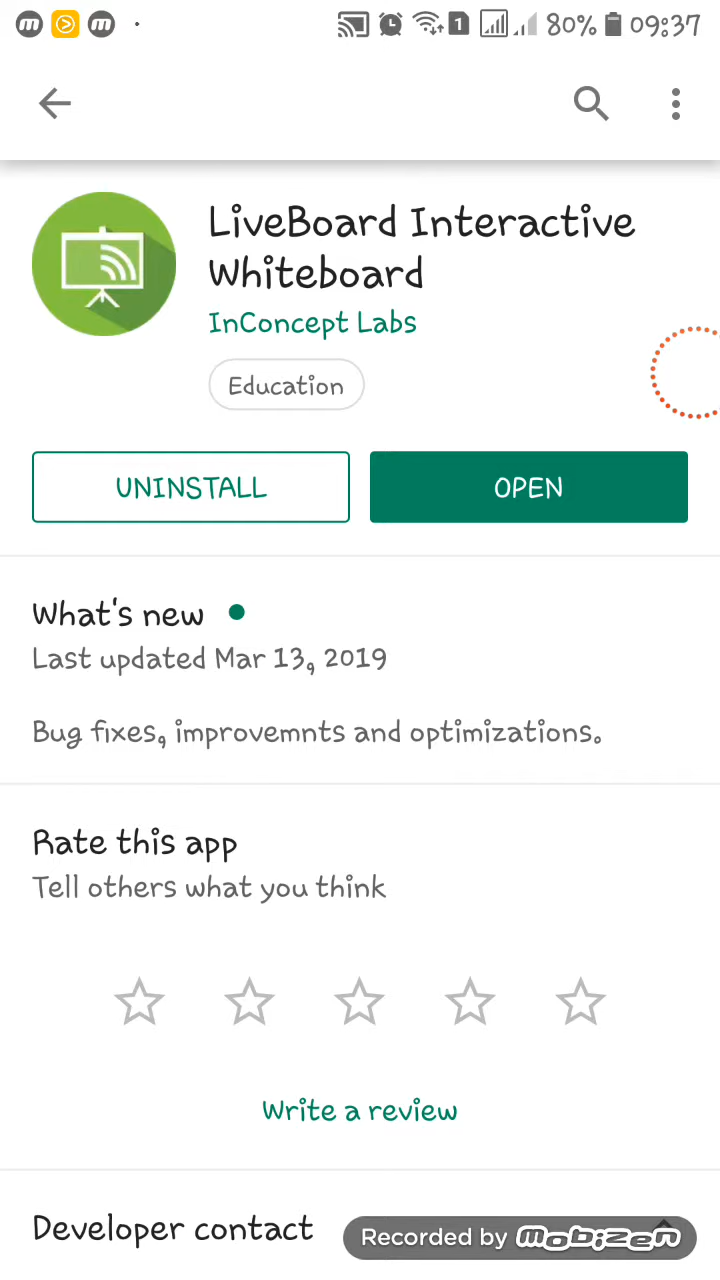 1 80% 09:37
LiveBoard Interactive
Whiteboard
InConcept Labs
Education
UNINSTALL OPEN
What's new
Last updated Mar 13, 2019
Bug fixes, improvemnts and optimizations.
Rate this app
Tell others what you think
Write a review
Developer contact
Recorded by mobizen